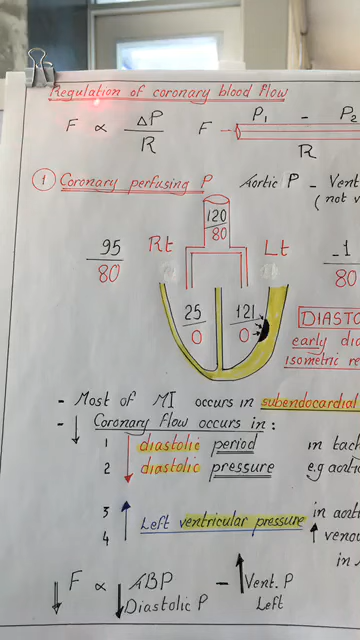 Regulation of coronary blood flow
F ∝ ΔP / R F P1 - P2
R
① Coronary perfusing P Aortic P - Vent
(not v
120
80
95 Rt Lt -1
80 80
25 121
0 0
DIASTO
early dia
isometric re
- Most of MI occurs in subendocardial
- ↓ Coronary flow occurs in :
1 ↓ diastolic period in tach
2 diastolic pressure e.g aortic
3 ↑ Left ventricular pressure in aorti
4 ↑ venou
in
⇓ F ∝ ↓ ABP - ↑ Vent. P
↓ Diastolic P Left